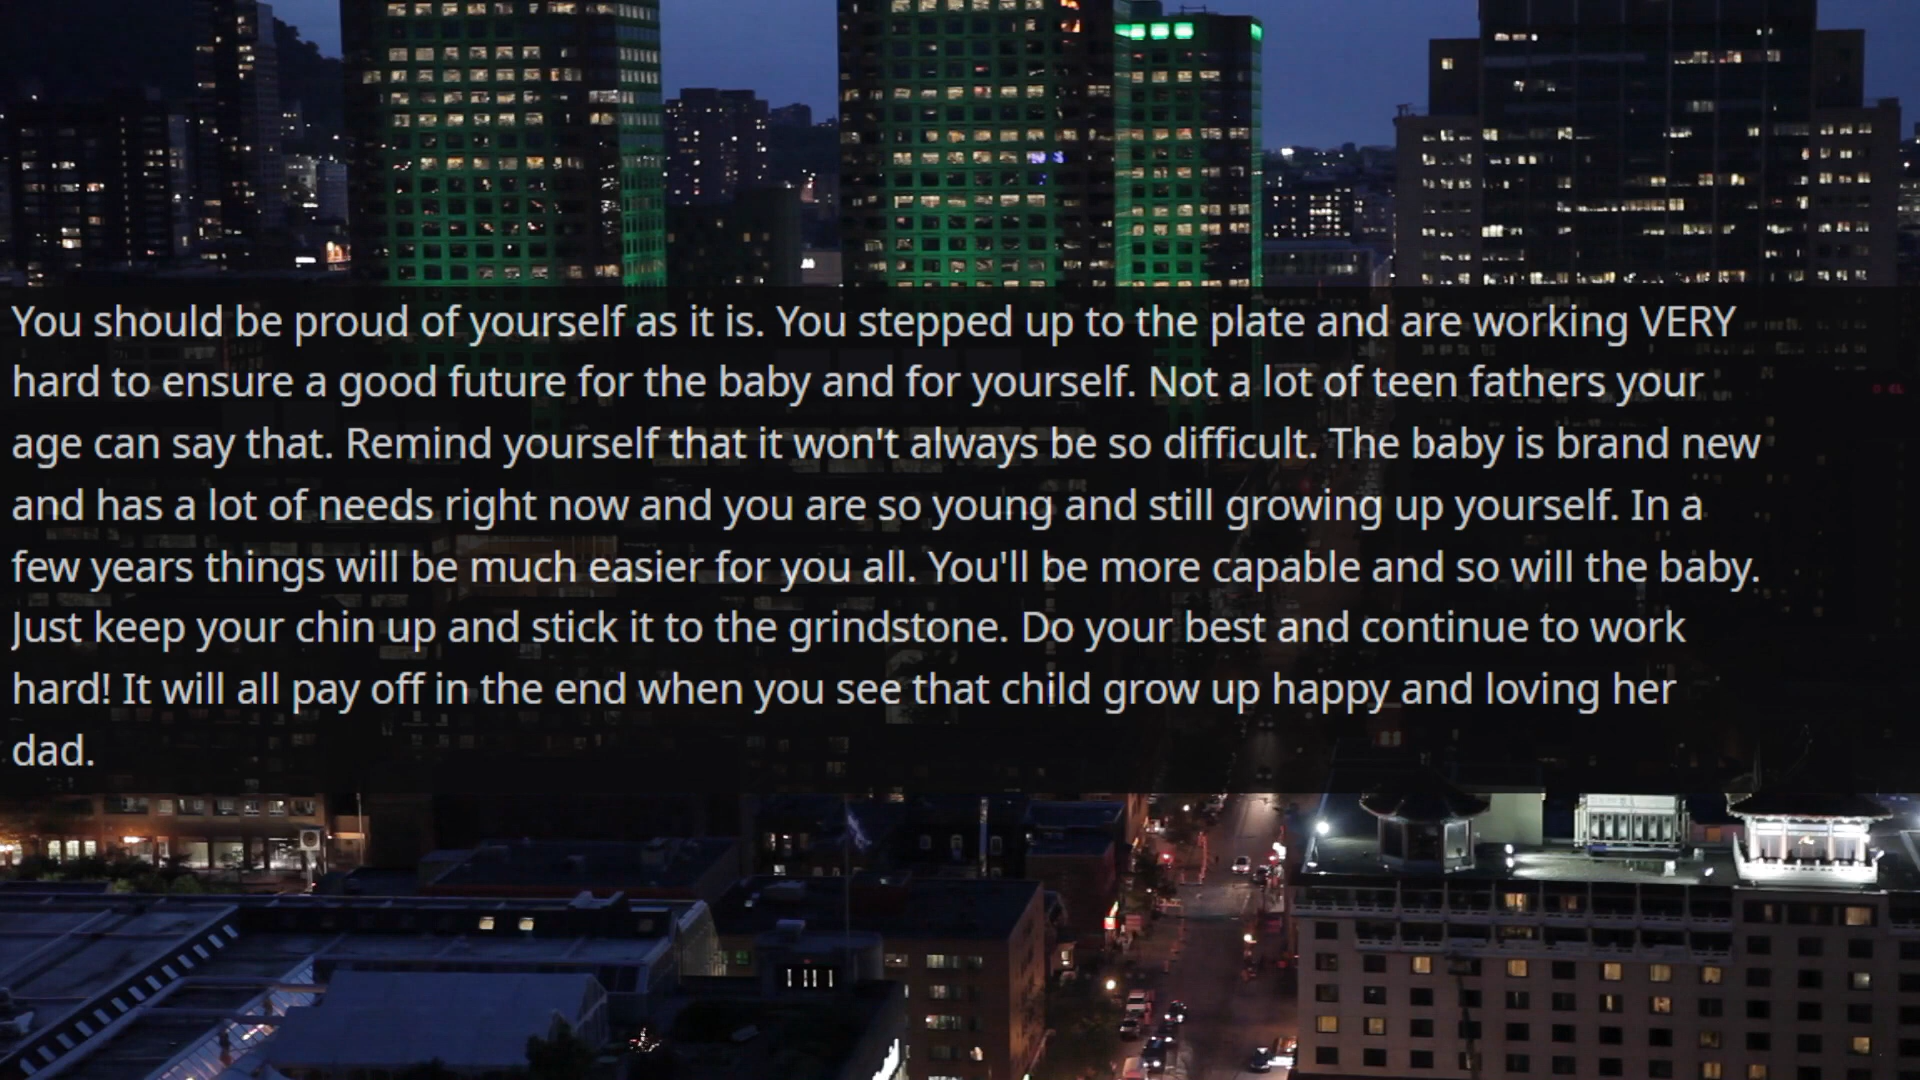 You should be proud of yourself as it is. You stepped up to the plate and are working VERY
hard to ensure a good future for the baby and for yourself. Not a lot of teen fathers your
age can say that. Remind yourself that it won't always be so difficult. The baby is brand new
and has a lot of needs right now and you are so young and still growing up yourself. In a
few years things will be much easier for you all. You'll be more capable and so will the baby.
Just keep your chin up and stick it to the grindstone. Do your best and continue to work
hard! It will all pay off in the end when you see that child grow up happy and loving her
dad.